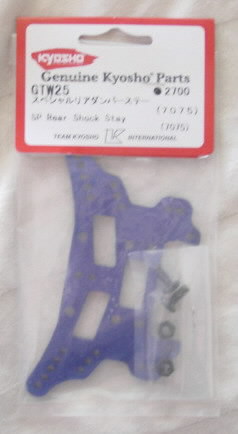 KYOSHO
Genuine Kyosho Parts
GTW25 ●2700
スペシャルリアダンパーステー
(7075)
SP Rear Shock Stay (7075)
TEAM KYOSHO K INTERNATIONAL